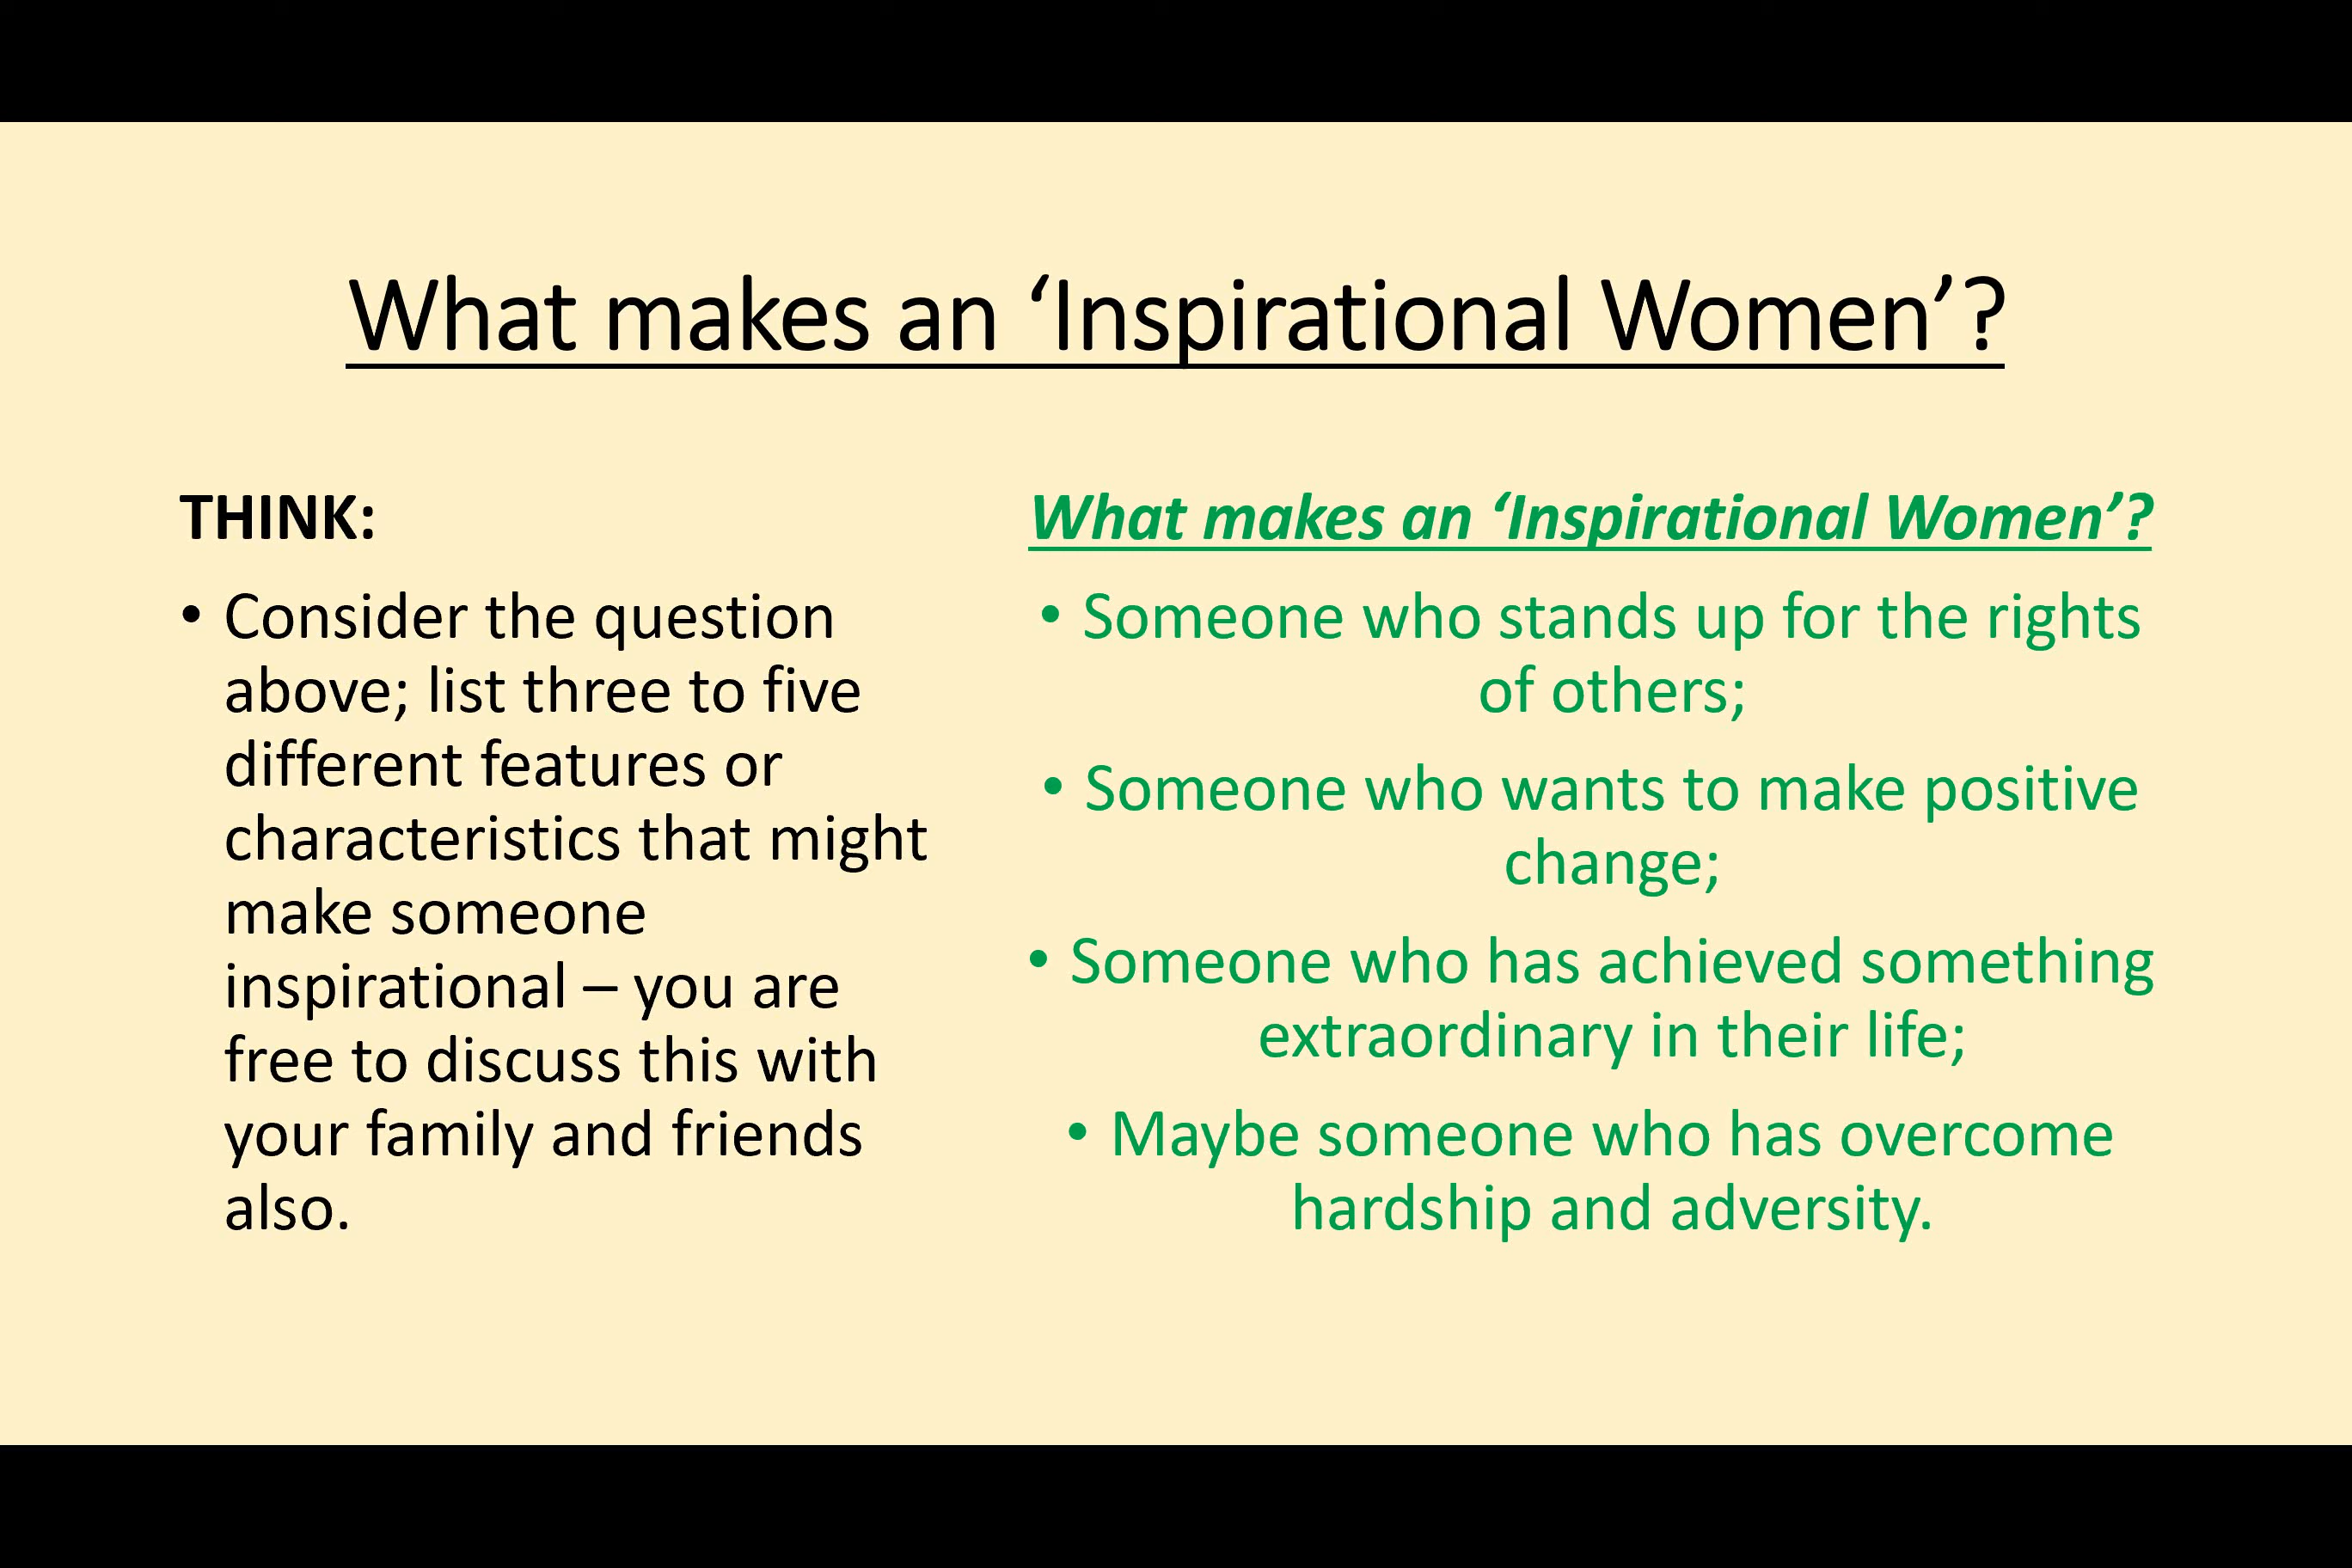 What makes an ‘Inspirational Women’?
THINK:
• Consider the question
above; list three to five
different features or
characteristics that might
make someone
inspirational – you are
free to discuss this with
your family and friends
also.
What makes an ‘Inspirational Women’?
• Someone who stands up for the rights
of others;
• Someone who wants to make positive
change;
• Someone who has achieved something
extraordinary in their life;
• Maybe someone who has overcome
hardship and adversity.